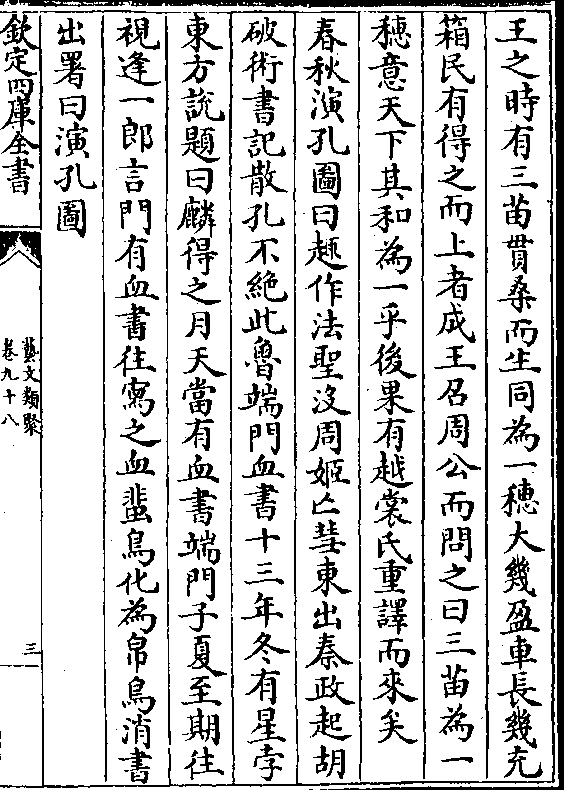 王之時有三苗貫桑而生同為一穗大幾盈車長幾充
箱民有得之而上者成王召周公而問之曰三苗為一
穗意天下其和為一乎後果有越裳氏重譯而來矣
春秋演孔圖曰趍作法聖沒周姬亡彗東出秦政起胡
破術書記散孔不絶此魯端門血書十三年冬有星孛
東方說題曰麟得之月天當有血書端門子夏至期往
視逢一郎言門有血書往寫之血蜚鳥化為帛鳥消書
出署曰演孔圖
欽定四庫全書
藝文類聚
卷九十八
三